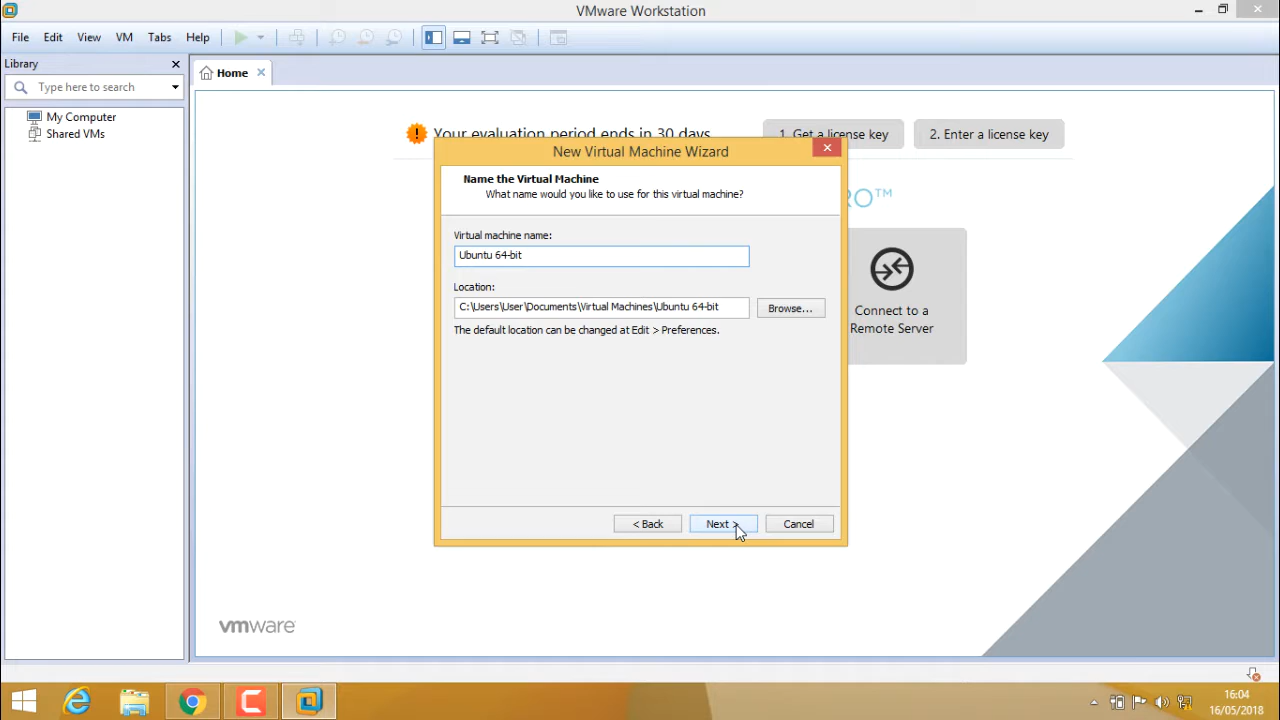 VMware Workstation
File Edit View VM Tabs Help
Library
Type here to search
My Computer
Shared VMs
Home
Your evaluation period ends in 30 days.
1. Get a license key
2. Enter a license key
New Virtual Machine Wizard
Name the Virtual Machine
What name would you like to use for this virtual machine?
RO™
Virtual machine name:
Ubuntu 64-bit
Location:
C:\Users\User\Documents\Virtual Machines\Ubuntu 64-bit
Browse...
The default location can be changed at Edit > Preferences.
Connect to a
Remote Server
< Back
Next >
Cancel
vmware
16:04
16/05/2018